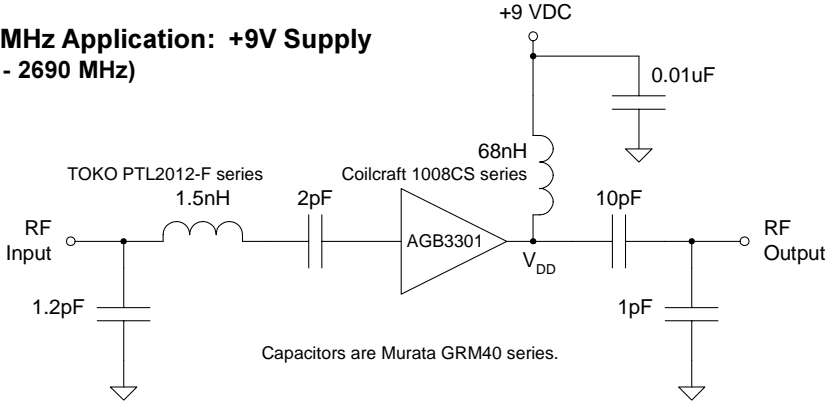 +9 VDC
MHz Application: +9V Supply
- 2690 MHz)
0.01uF
68nH
TOKO PTL2012-F series
Coilcraft 1008CS series
1.5nH
2pF
10pF
RF
Input
AGB3301
RF
Output
VDD
1.2pF
1pF
Capacitors are Murata GRM40 series.